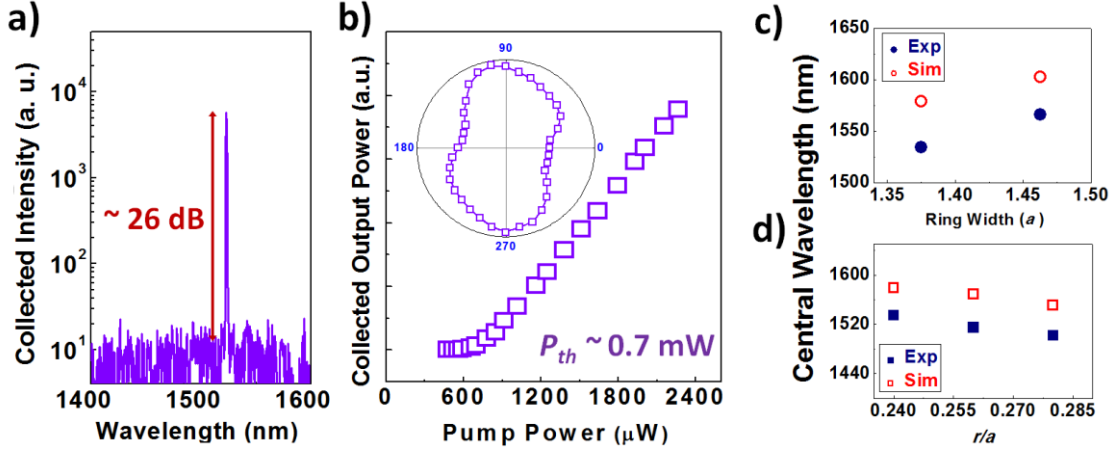 a)
Collected Intensity (a. u.)
10⁴
10³
10²
10¹
~ 26 dB
1400 1500 1600
Wavelength (nm)
b)
Collected Output Power (a.u.)
90
180
0
270
P_th ~ 0.7 mW
0 600 1200 1800 2400
Pump Power (μW)
c)
Central Wavelength (nm)
1650
1600
1550
1500
Exp
Sim
1.35 1.40 1.45 1.50
Ring Width (a)
d)
1600
1520
1440
Exp
Sim
0.240 0.255 0.270 0.285
r/a